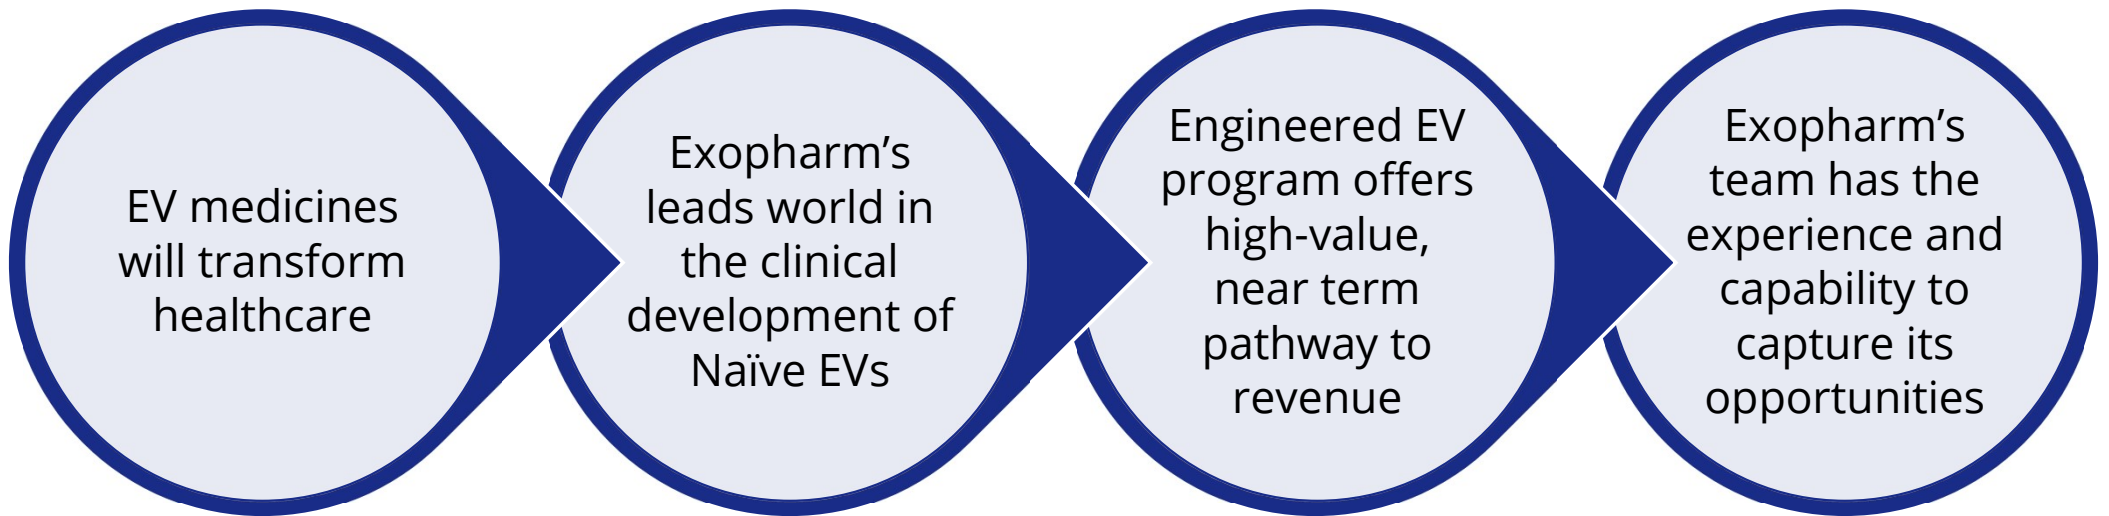 EV medicines
will transform
healthcare
Exopharm’s
leads world in
the clinical
development of
Naïve EVs
Engineered EV
program offers
high-value,
near term
pathway to
revenue
Exopharm’s
team has the
experience and
capability to
capture its
opportunities